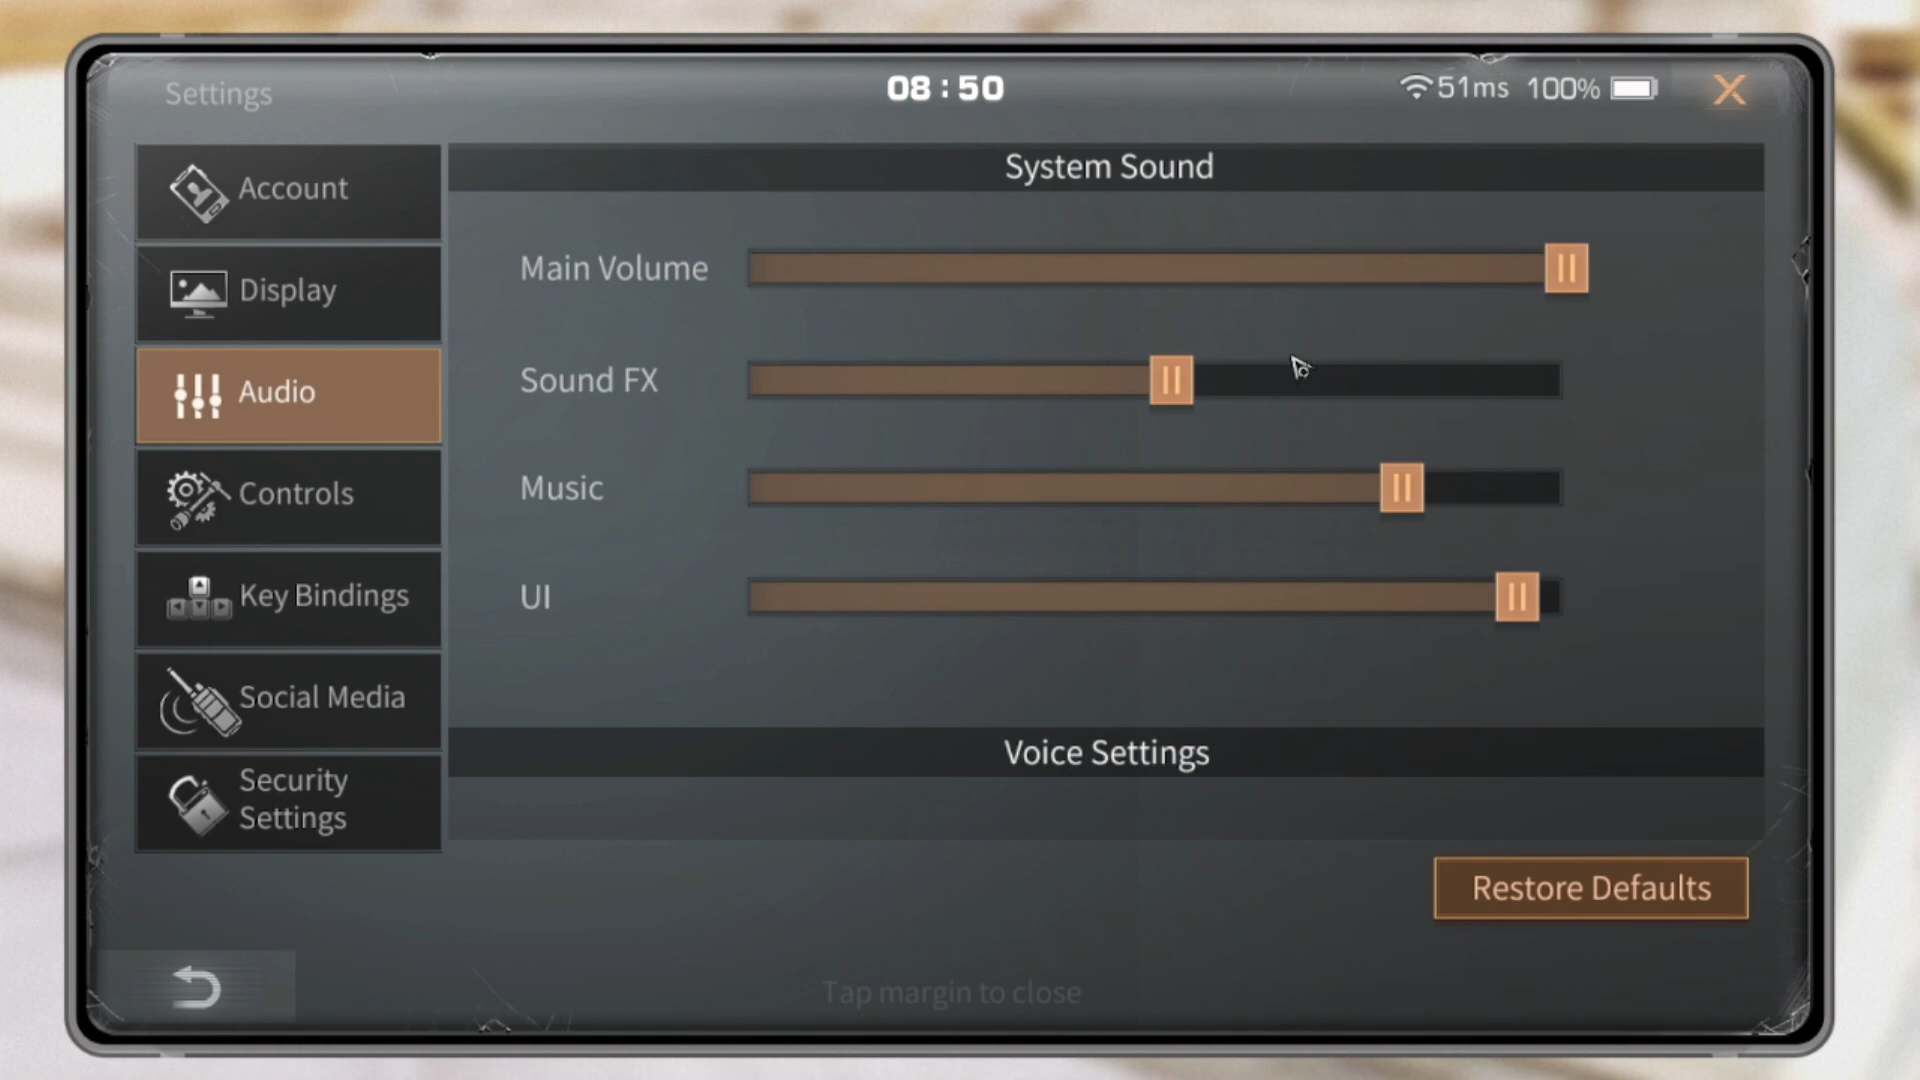 Settings
08:50
51ms 100%
Account
Display
Audio
Controls
Key Bindings
Social Media
Security
Settings
System Sound
Main Volume
Sound FX
Music
UI
Voice Settings
Restore Defaults
Tap margin to close